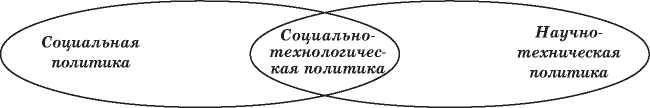 Социальная
политика
Социально-
технологичес-
кая политика
Научно-
техническая
политика